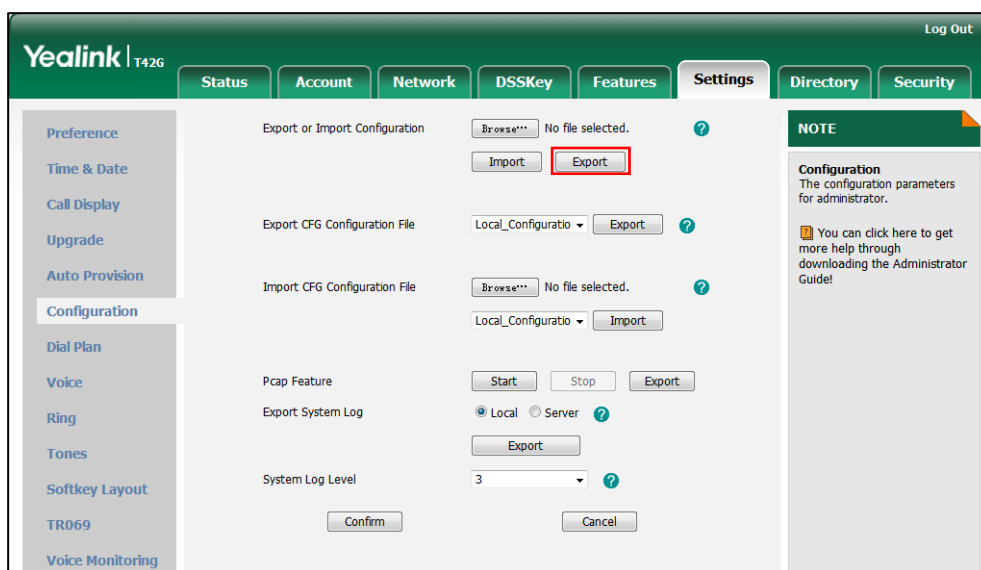 Log Out
Yealink T42G
Status Account Network DSSKey Features Settings Directory Security
Preference
Time & Date
Call Display
Upgrade
Auto Provision
Configuration
Dial Plan
Voice
Ring
Tones
Softkey Layout
TR069
Voice Monitoring
Export or Import Configuration Browse... No file selected. ?
Import Export
Export CFG Configuration File Local_Configuratio Export ?
Import CFG Configuration File Browse... No file selected. ?
Local_Configuratio Import
Pcap Feature Start Stop Export
Export System Log Local Server ?
Export
System Log Level 3 ?
Confirm Cancel
NOTE
Configuration
The configuration parameters
for administrator.
? You can click here to get
more help through
downloading the Administrator
Guide!